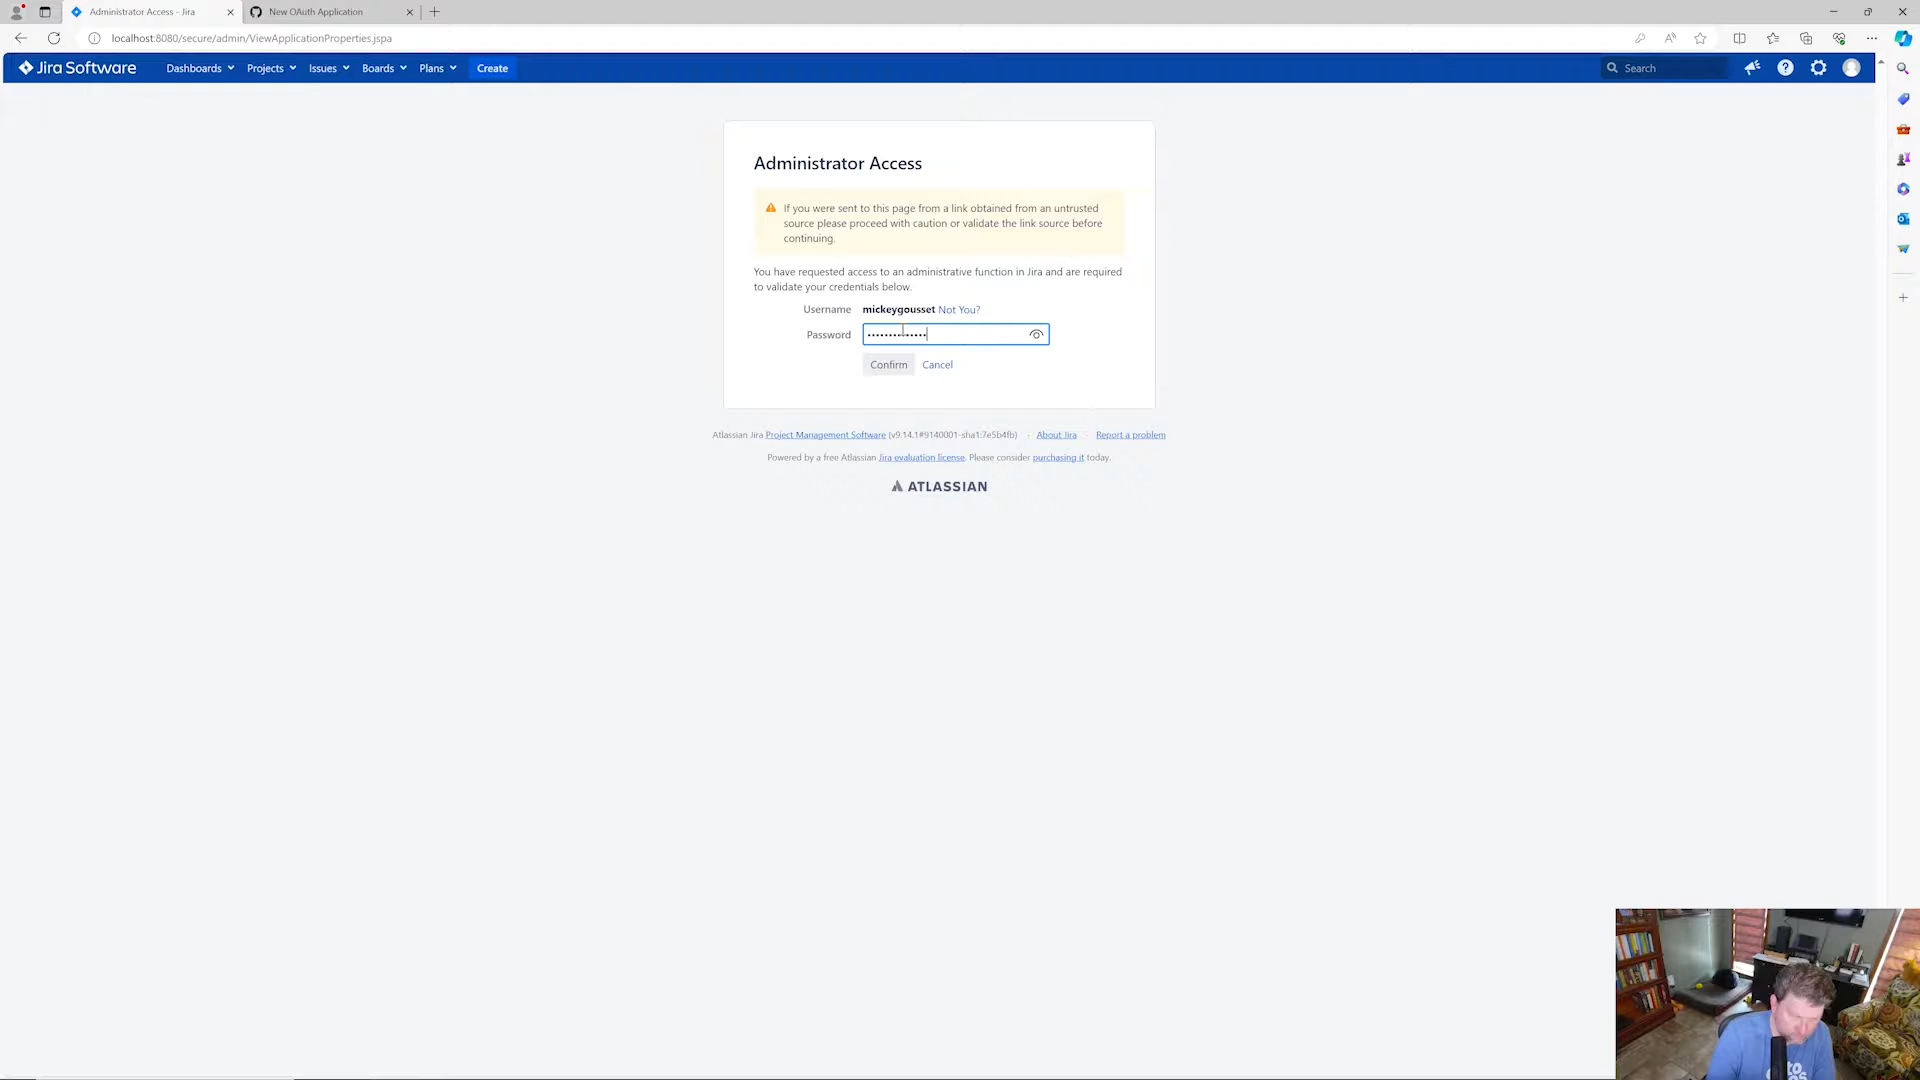 Administrator Access - Jira
New OAuth Application
localhost:8080/secure/admin/ViewApplicationProperties.jspa
Jira Software Dashboards Projects Issues Boards Plans Create Search
Administrator Access
If you were sent to this page from a link obtained from an untrusted
source please proceed with caution or validate the link source before
continuing.
You have requested access to an administrative function in Jira and are required
to validate your credentials below.
Username mickeygousset Not You?
Password
Confirm Cancel
Atlassian Jira Project Management Software (v9.14.1#9140001-sha1:7e5b4fb) · About Jira · Report a problem
Powered by a free Atlassian Jira evaluation license. Please consider purchasing it today.
ATLASSIAN